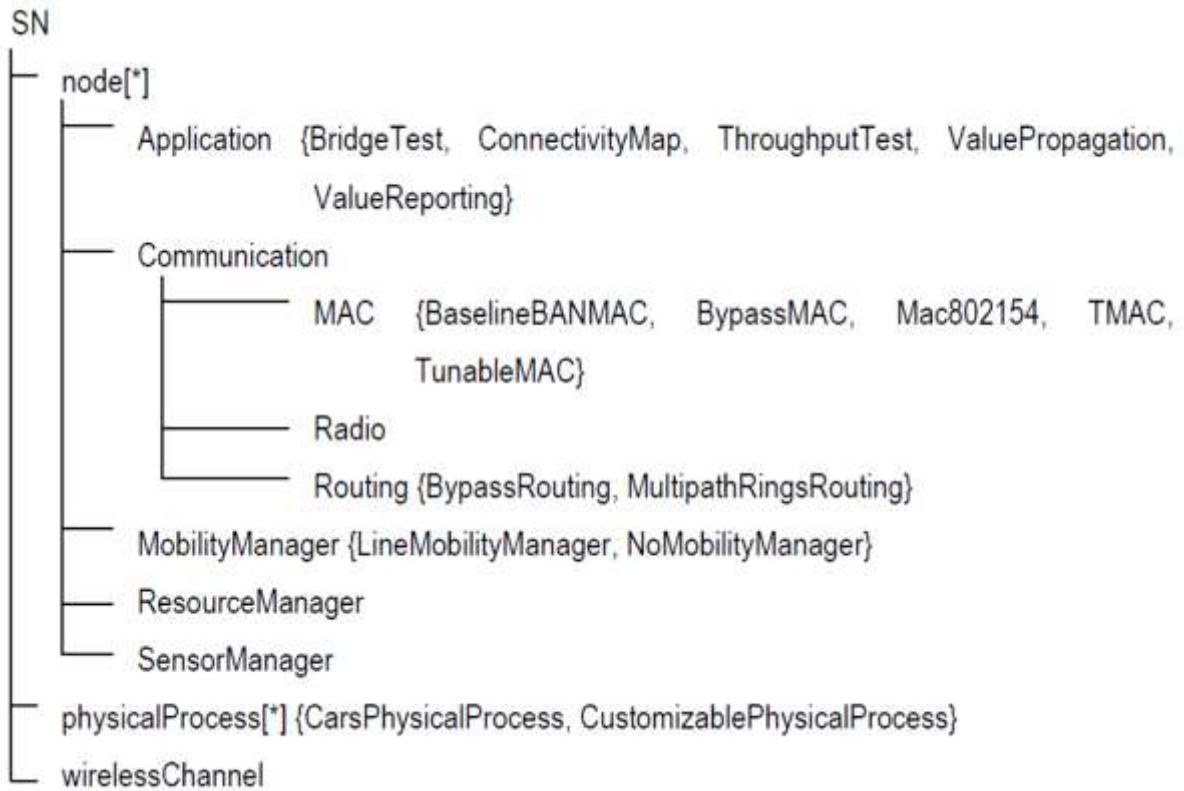 SN
node[*]
Application {BridgeTest, ConnectivityMap, ThroughputTest, ValuePropagation,
ValueReporting}
Communication
MAC {BaselineBANMAC, BypassMAC, Mac802154, TMAC,
TunableMAC}
Radio
Routing {BypassRouting, MultipathRingsRouting}
MobilityManager {LineMobilityManager, NoMobilityManager}
ResourceManager
SensorManager
physicalProcess[*] {CarsPhysicalProcess, CustomizablePhysicalProcess}
wirelessChannel